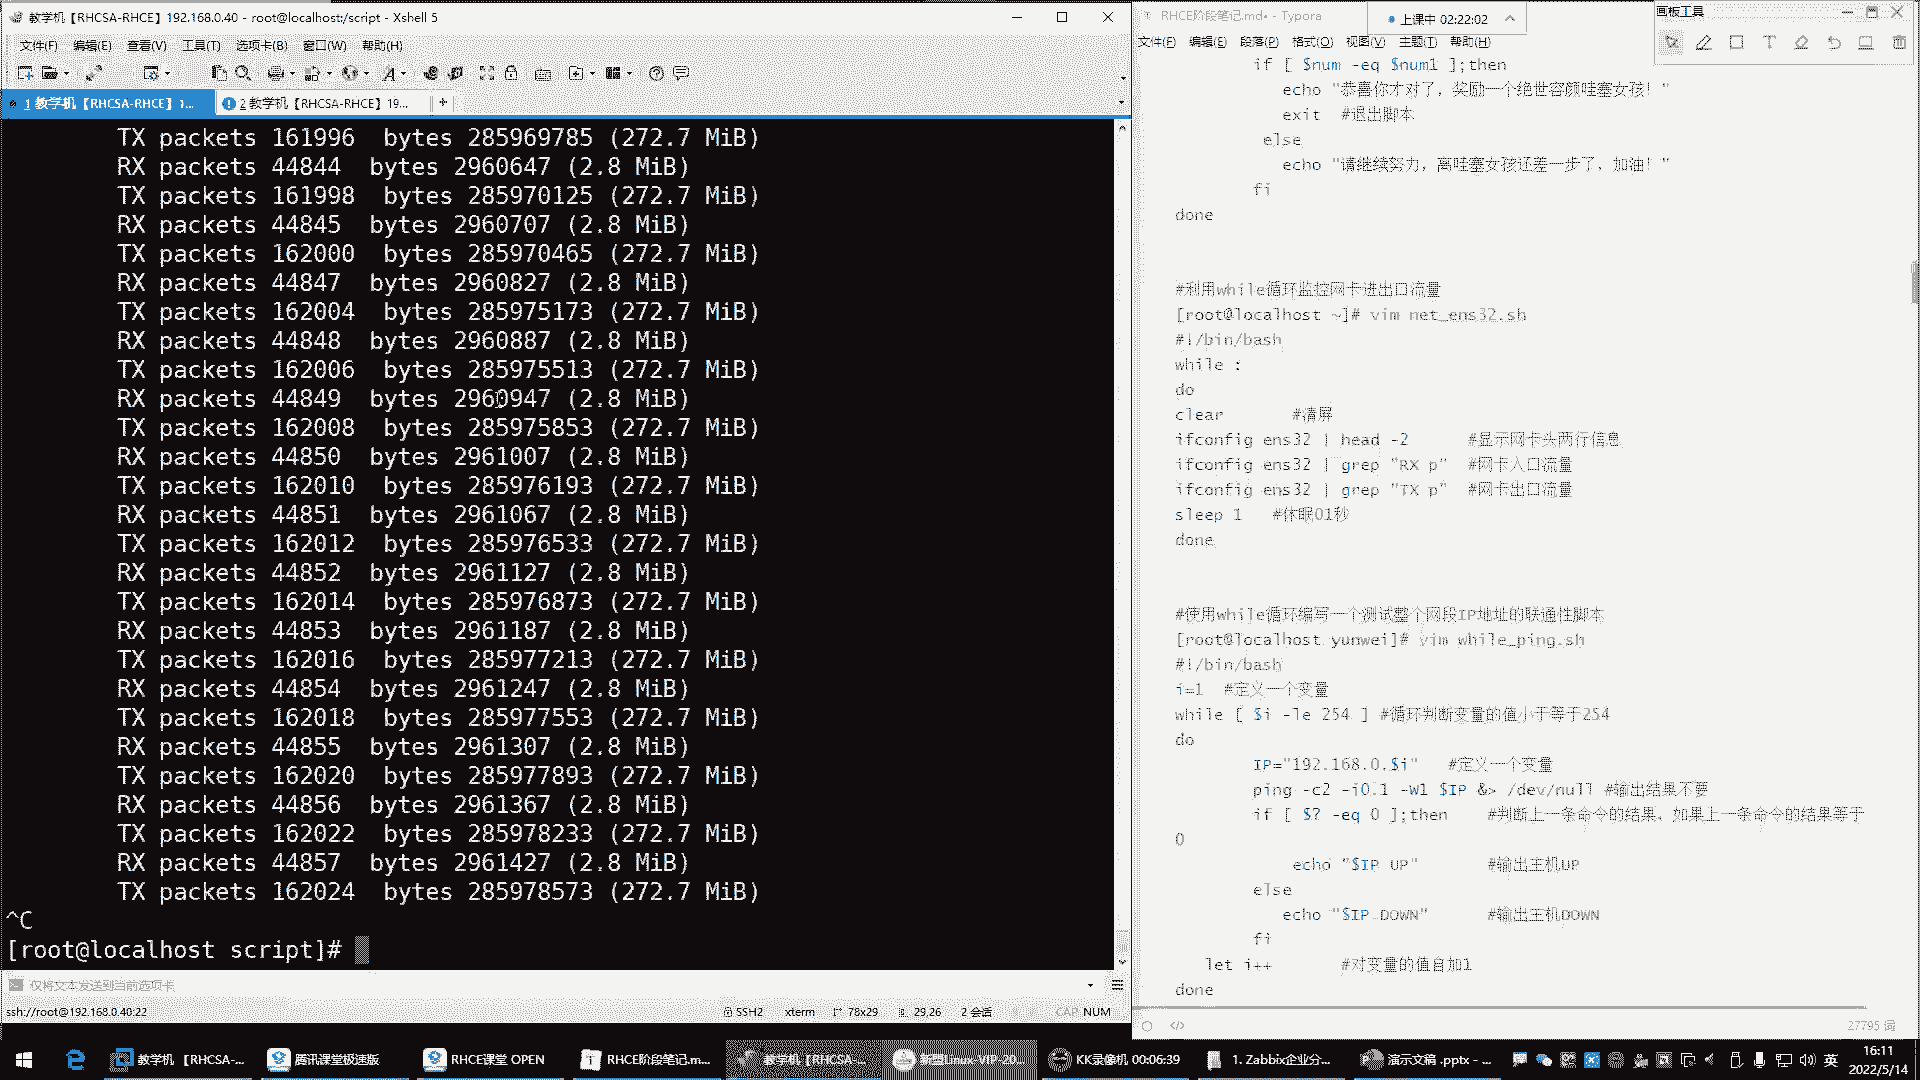 教学机【RHCSA-RHCE】192.168.0.40 - root@localhost:/script - Xshell 5
文件(F) 编辑(E) 查看(V) 工具(T) 选项卡(B) 窗口(W) 帮助(H)
1 教学机【RHCSA-RHCE】1...
2 教学机【RHCSA-RHCE】19...
TX packets 161996 bytes 285969785 (272.7 MiB)
RX packets 44844 bytes 2960647 (2.8 MiB)
TX packets 161998 bytes 285970125 (272.7 MiB)
RX packets 44845 bytes 2960707 (2.8 MiB)
TX packets 162000 bytes 285970465 (272.7 MiB)
RX packets 44847 bytes 2960827 (2.8 MiB)
TX packets 162004 bytes 285975173 (272.7 MiB)
RX packets 44848 bytes 2960887 (2.8 MiB)
TX packets 162006 bytes 285975513 (272.7 MiB)
RX packets 44849 bytes 2960947 (2.8 MiB)
TX packets 162008 bytes 285975853 (272.7 MiB)
RX packets 44850 bytes 2961007 (2.8 MiB)
TX packets 162010 bytes 285976193 (272.7 MiB)
RX packets 44851 bytes 2961067 (2.8 MiB)
TX packets 162012 bytes 285976533 (272.7 MiB)
RX packets 44852 bytes 2961127 (2.8 MiB)
TX packets 162014 bytes 285976873 (272.7 MiB)
RX packets 44853 bytes 2961187 (2.8 MiB)
TX packets 162016 bytes 285977213 (272.7 MiB)
RX packets 44854 bytes 2961247 (2.8 MiB)
TX packets 162018 bytes 285977553 (272.7 MiB)
RX packets 44855 bytes 2961307 (2.8 MiB)
TX packets 162020 bytes 285977893 (272.7 MiB)
RX packets 44856 bytes 2961367 (2.8 MiB)
TX packets 162022 bytes 285978233 (272.7 MiB)
RX packets 44857 bytes 2961427 (2.8 MiB)
TX packets 162024 bytes 285978573 (272.7 MiB)
^C
[root@localhost script]#
仅将文本发送到当前选项卡
ssh://root@192.168.0.40:22 SSH2 xterm 78x29 29,26 2 会话 CAP NUM
RHCE阶段笔记.md• - Typora
上课中 02:22:02
画板工具
文件(F) 编辑(E) 段落(P) 格式(O) 视图(V) 主题(T) 帮助(H)
if [ $num -eq $num1 ];then
echo "恭喜你才对了，奖励一个绝世容颜哇塞女孩！"
exit #退出脚本
else
echo "请继续努力，离哇塞女孩还差一步了，加油！"
fi
done
#利用while循环监控网卡进出口流量
[root@localhost ~]# vim net_ens32.sh
#!/bin/bash
while :
do
clear #清屏
ifconfig ens32 | head -2 #显示网卡头两行信息
ifconfig ens32 | grep "RX p" #网卡入口流量
ifconfig ens32 | grep "TX p" #网卡出口流量
sleep 1 #休眠01秒
done
#使用while循环编写一个测试整个网段IP地址的联通性脚本
[root@localhost yunwei]# vim while_ping.sh
#!/bin/bash
i=1 #定义一个变量
while [ $i -le 254 ] #循环判断变量的值小于等于254
do
IP="192.168.0.$i" #定义一个变量
ping -c2 -i0.1 -W1 $IP &> /dev/null #输出结果不要
if [ $? -eq 0 ];then #判断上一条命令的结果、如果上一条命令的结果等于
0
echo "$IP UP" #输出主机UP
else
echo "$IP DOWN" #输出主机DOWN
fi
let i++ #对变量的值自加1
done
27795 词
教学机 【RHCSA-... 腾讯课堂极速版 RHCE课堂 OPEN RHCE阶段笔记.m... 教学机【RHCSA-... 新盟Linux-VIP-20... KK录像机 00:06:39 1. Zabbix企业分... 演示文稿 .pptx - ... 英
16:11
2022/5/14